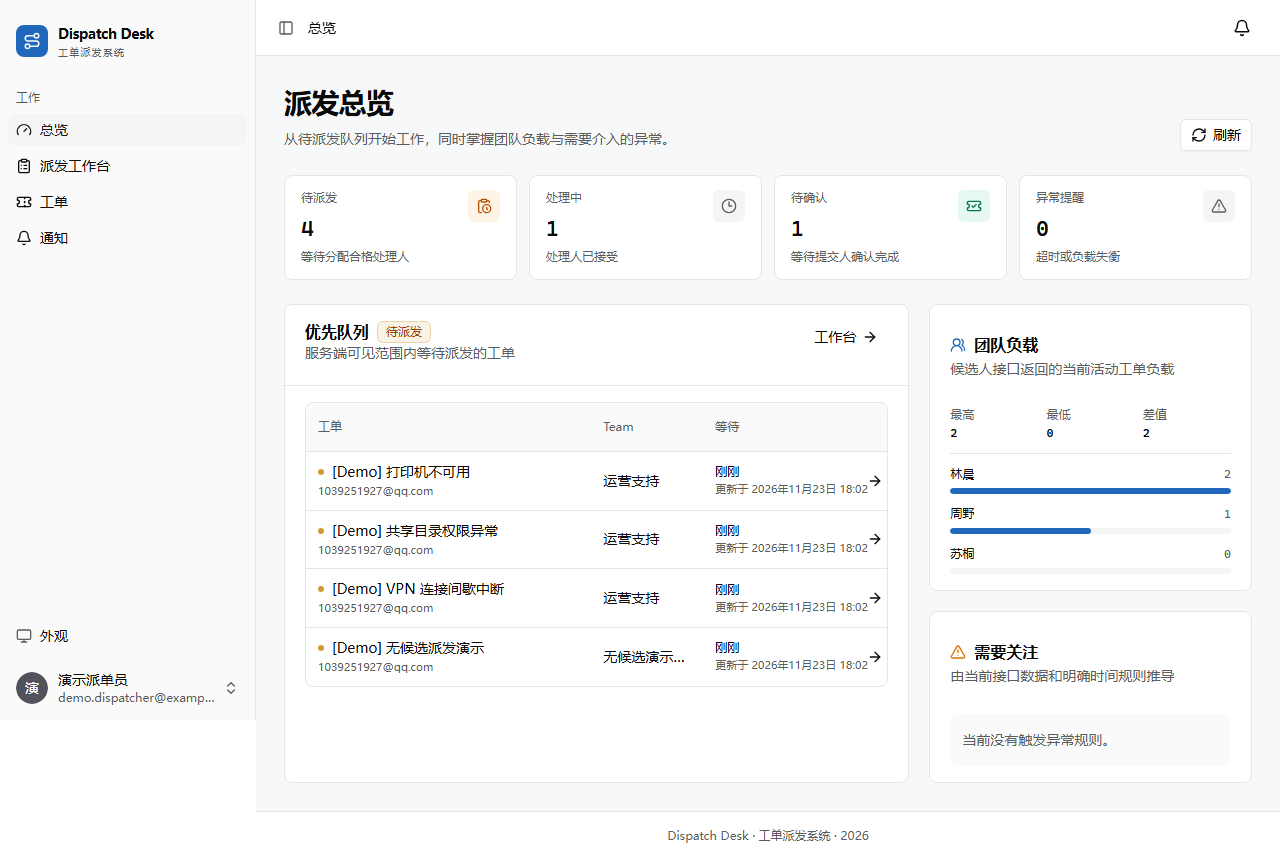 Dispatch Desk
工单派发系统
工作
总览
派发工作台
工单
通知
外观
演
演示派单员
demo.dispatcher@examp...
总览
派发总览
从待派发队列开始工作，同时掌握团队负载与需要介入的异常。
刷新
待派发
4
等待分配合格处理人
处理中
1
处理人已接受
待确认
1
等待提交人确认完成
异常提醒
0
超时或负载失衡
优先队列 待派发
服务端可见范围内等待派发的工单
工作台
工单 Team 等待
[Demo] 打印机不可用
1039251927@qq.com
运营支持
刚刚
更新于 2026年11月23日 18:02
[Demo] 共享目录权限异常
1039251927@qq.com
运营支持
刚刚
更新于 2026年11月23日 18:02
[Demo] VPN 连接间歇中断
1039251927@qq.com
运营支持
刚刚
更新于 2026年11月23日 18:02
[Demo] 无候选派发演示
1039251927@qq.com
无候选演示...
刚刚
更新于 2026年11月23日 18:02
团队负载
候选人接口返回的当前活动工单负载
最高 最低 差值
2 0 2
林晨 2
周野 1
苏桐 0
需要关注
由当前接口数据和明确时间规则推导
当前没有触发异常规则。
Dispatch Desk · 工单派发系统 · 2026